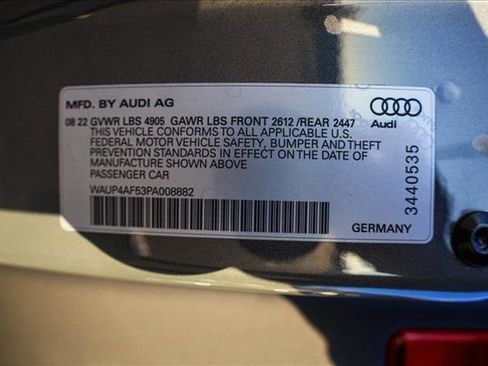 MFD. BY AUDI AG
08 22 GVWR LBS 4905 GAWR LBS FRONT 2612 /REAR 2447
THIS VEHICLE CONFORMS TO ALL APPLICABLE U.S.
FEDERAL MOTOR VEHICLE SAFETY, BUMPER AND THEFT
PREVENTION STANDARDS IN EFFECT ON THE DATE OF
MANUFACTURE SHOWN ABOVE
PASSENGER CAR
WAUP4AF53PA008882
Audi
3440535
GERMANY